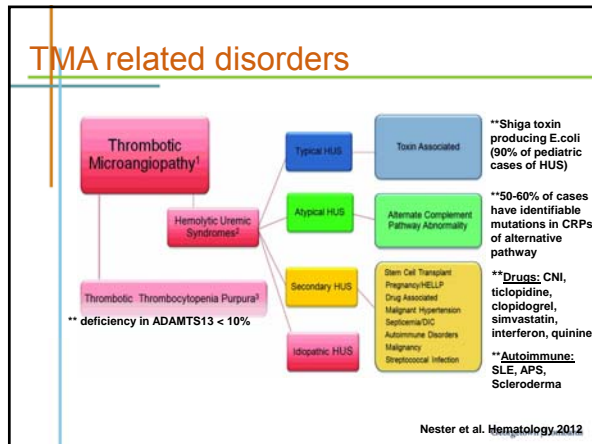 TMA related disorders
Thrombotic
Microangiopathy1
Hemolytic Uremic
Syndromes2
Thrombotic Thrombocytopenia Purpura3
** deficiency in ADAMTS13 < 10%
Typical HUS
Toxin Associated
**Shiga toxin
producing E.coli
(90% of pediatric
cases of HUS)
Atypical HUS
Alternate Complement
Pathway Abnormality
**50-60% of cases
have identifiable
mutations in CRPs
of alternative
pathway
Secondary HUS
Stem Cell Transplant
Pregnancy/HELLP
Drug Associated
Malignant Hypertension
Septicemia/DIC
Autoimmune Disorders
Malignancy
Streptococcal Infection
**Drugs: CNI,
ticlopidine,
clopidogrel,
simvastatin,
interferon, quinine
**Autoimmune:
SLE, APS,
Scleroderma
Idiopathic HUS
Nester et al. Hematology 2012